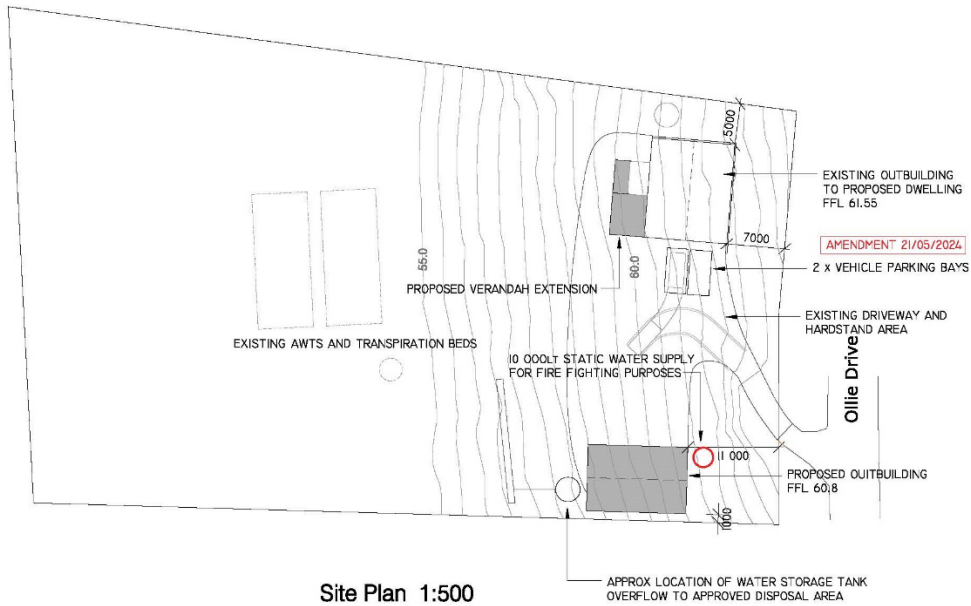 5000
EXISTING OUTBUILDING
TO PROPOSED DWELLING
FFL 61.55
7000
AMENDMENT 21/05/2024
2 x VEHICLE PARKING BAYS
55.0
60.0
PROPOSED VERANDAH EXTENSION
EXISTING DRIVEWAY AND
HARDSTAND AREA
EXISTING AWTS AND TRANSPIRATION BEDS
10 000Lt STATIC WATER SUPPLY
FOR FIRE FIGHTING PURPOSES
Ollie Drive
11 000
PROPOSED OUITBUILDING
FFL 60.8
1000
Site Plan 1:500
APPROX LOCATION OF WATER STORAGE TANK
OVERFLOW TO APPROVED DISPOSAL AREA